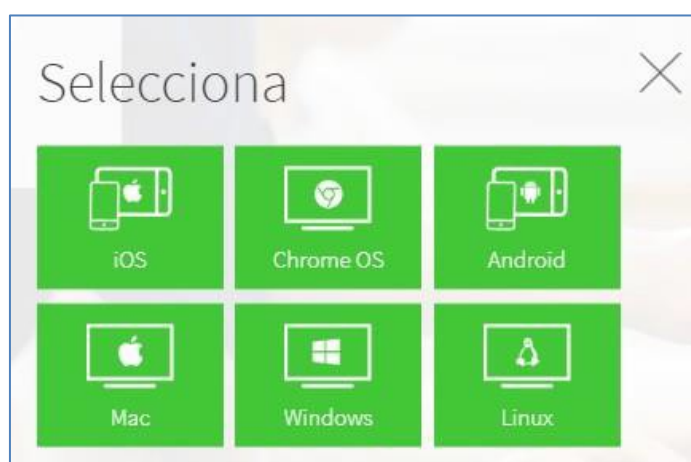 Selecciona
iOS
Chrome OS
Android
Mac
Windows
Linux